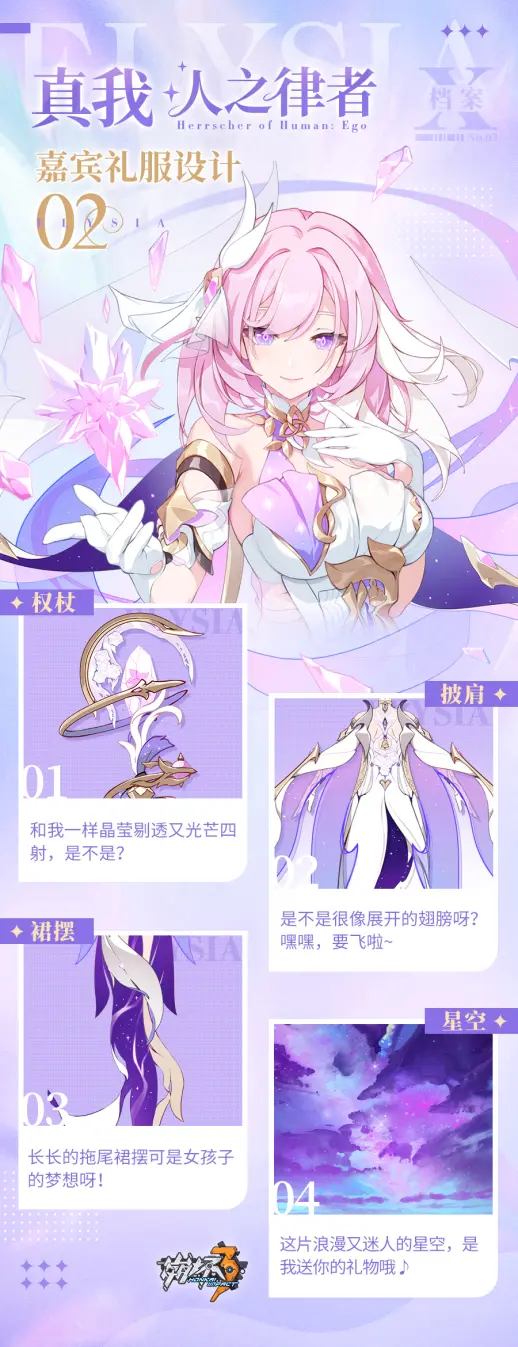 ELYSIA
真我 人之律者
Herrscher of Human: Ego
X
档案
嘉宾礼服设计
02
ELYSIA
权杖
ELYSIA
01
和我一样晶莹剔透又光芒四
射，是不是？
披肩
ELYSIA
02
是不是很像展开的翅膀呀？
嘿嘿，要飞啦~
裙摆
ELYSIA
03
长长的拖尾裙摆可是女孩子
的梦想呀！
星空
04
这片浪漫又迷人的星空，是
我送你的礼物哦♪
崩坏3
HONKAI IMPACT